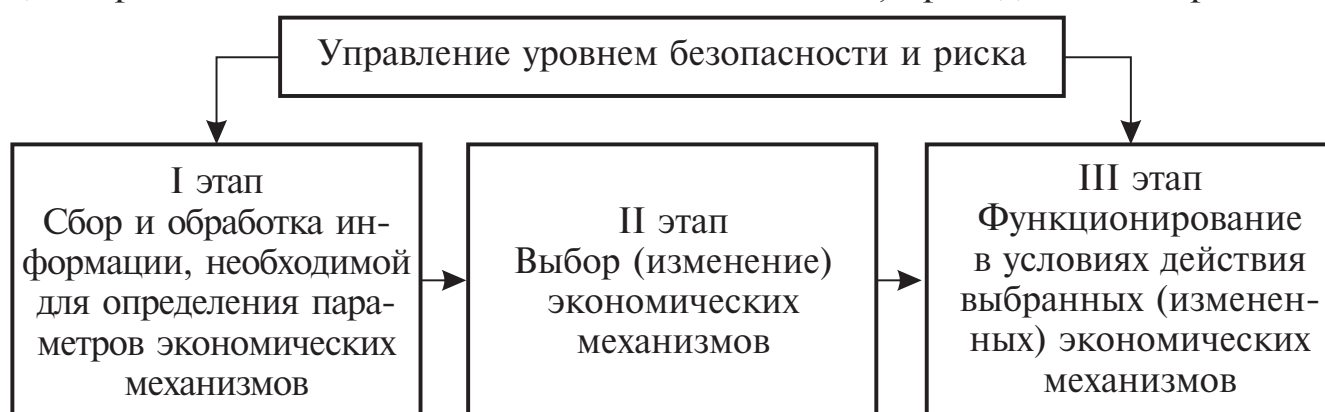 Управление уровнем безопасности и риска
I этап
Сбор и обработка ин-
формации, необходимой
для определения пара-
метров экономических
механизмов
II этап
Выбор (изменение)
экономических
механизмов
III этап
Функционирование
в условиях действия
выбранных (изменен-
ных) экономических
механизмов